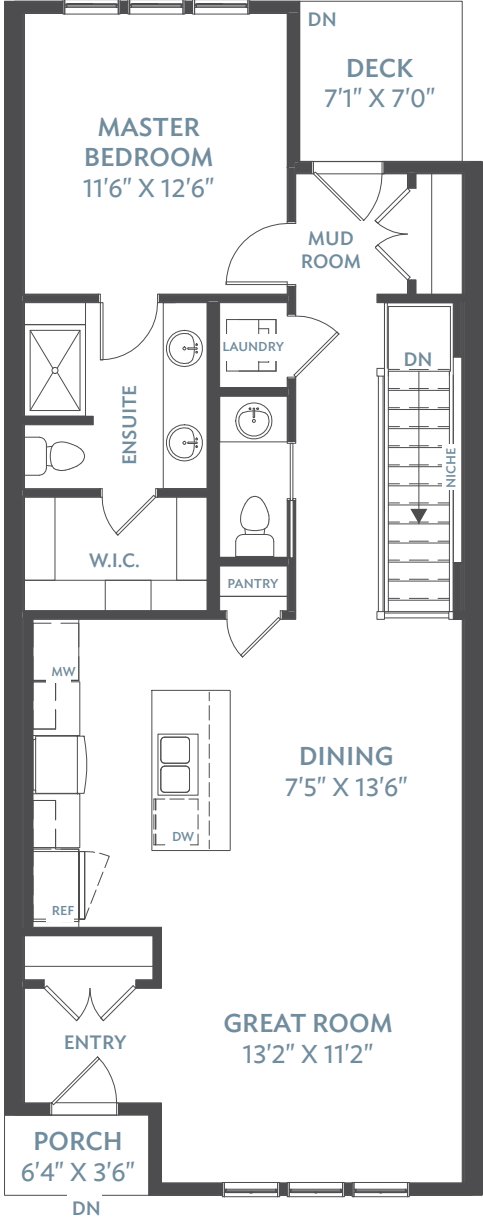 DN
DECK
7'1" X 7'0"
MASTER
BEDROOM
11'6" X 12'6"
MUD
ROOM
LAUNDRY
DN
ENSUITE
NICHE
W.I.C.
PANTRY
MW
DINING
7'5" X 13'6"
DW
REF
GREAT ROOM
13'2" X 11'2"
ENTRY
PORCH
6'4" X 3'6"
DN